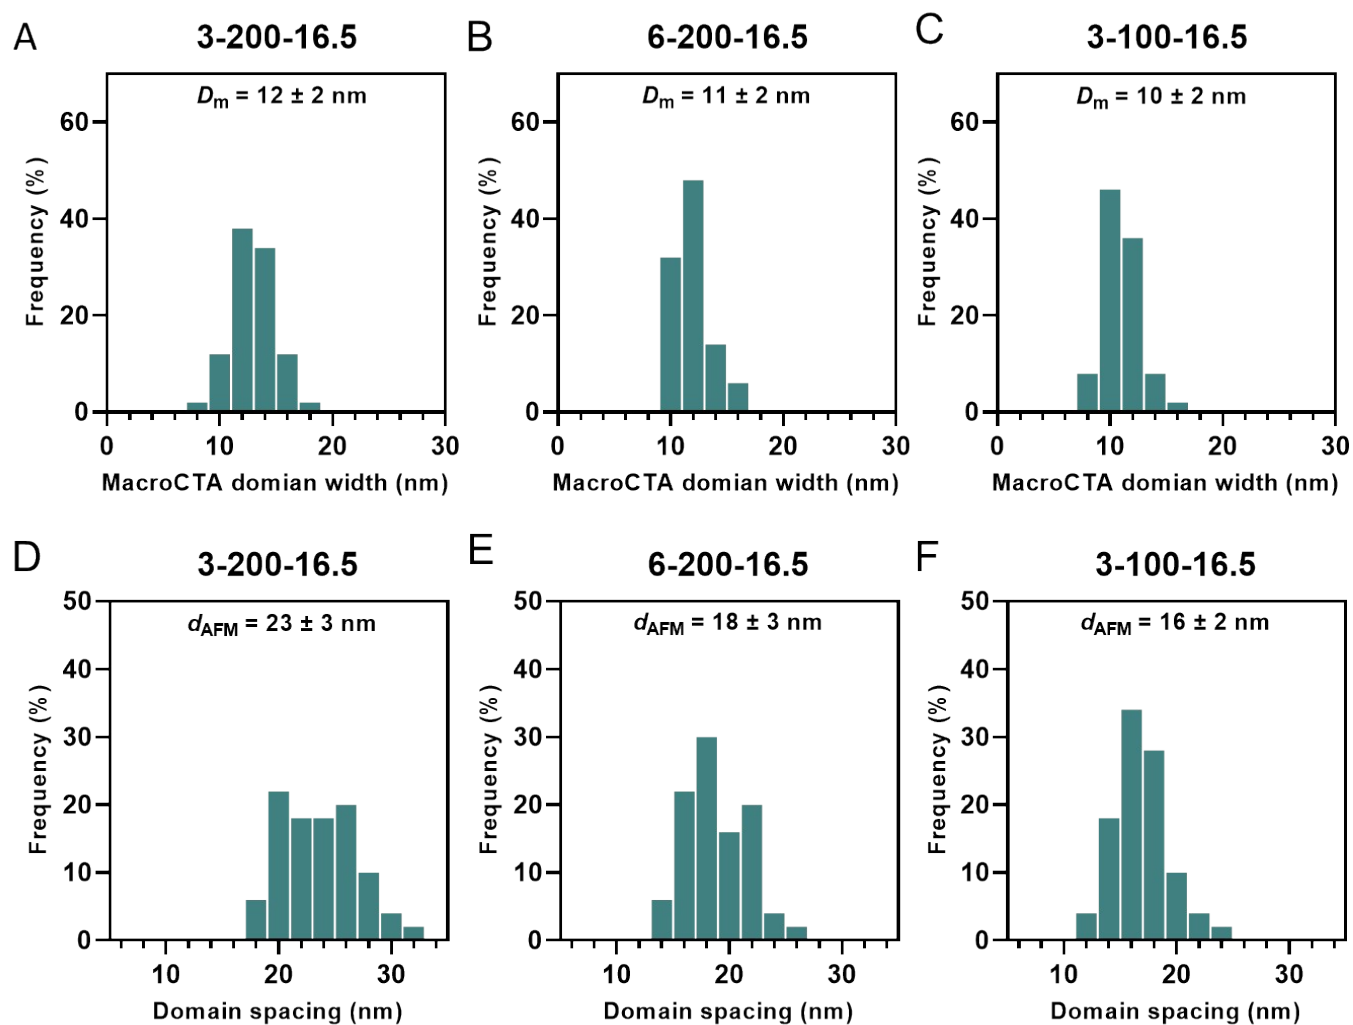 A
3-200-16.5
Dm = 12 ± 2 nm
Frequency (%)
60
40
20
0
0 10 20 30
MacroCTA domian width (nm)
B
6-200-16.5
Dm = 11 ± 2 nm
Frequency (%)
60
40
20
0
0 10 20 30
MacroCTA domian width (nm)
C
3-100-16.5
Dm = 10 ± 2 nm
Frequency (%)
60
40
20
0
0 10 20 30
MacroCTA domian width (nm)
D
3-200-16.5
dAFM = 23 ± 3 nm
Frequency (%)
50
40
30
20
10
0
10 20 30
Domain spacing (nm)
E
6-200-16.5
dAFM = 18 ± 3 nm
Frequency (%)
50
40
30
20
10
0
10 20 30
Domain spacing (nm)
F
3-100-16.5
dAFM = 16 ± 2 nm
Frequency (%)
50
40
30
20
10
0
10 20 30
Domain spacing (nm)